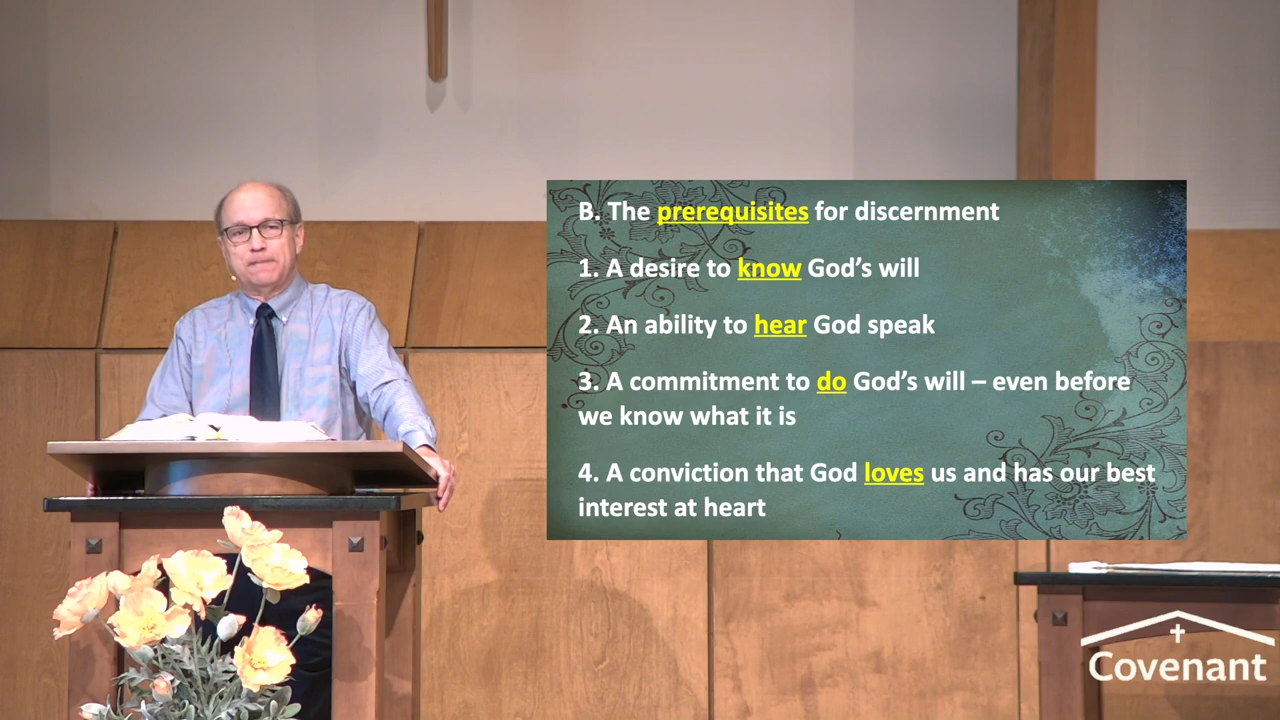 B. The prerequisites for discernment
1. A desire to know God’s will
2. An ability to hear God speak
3. A commitment to do God’s will – even before
we know what it is
4. A conviction that God loves us and has our best
interest at heart
Covenant